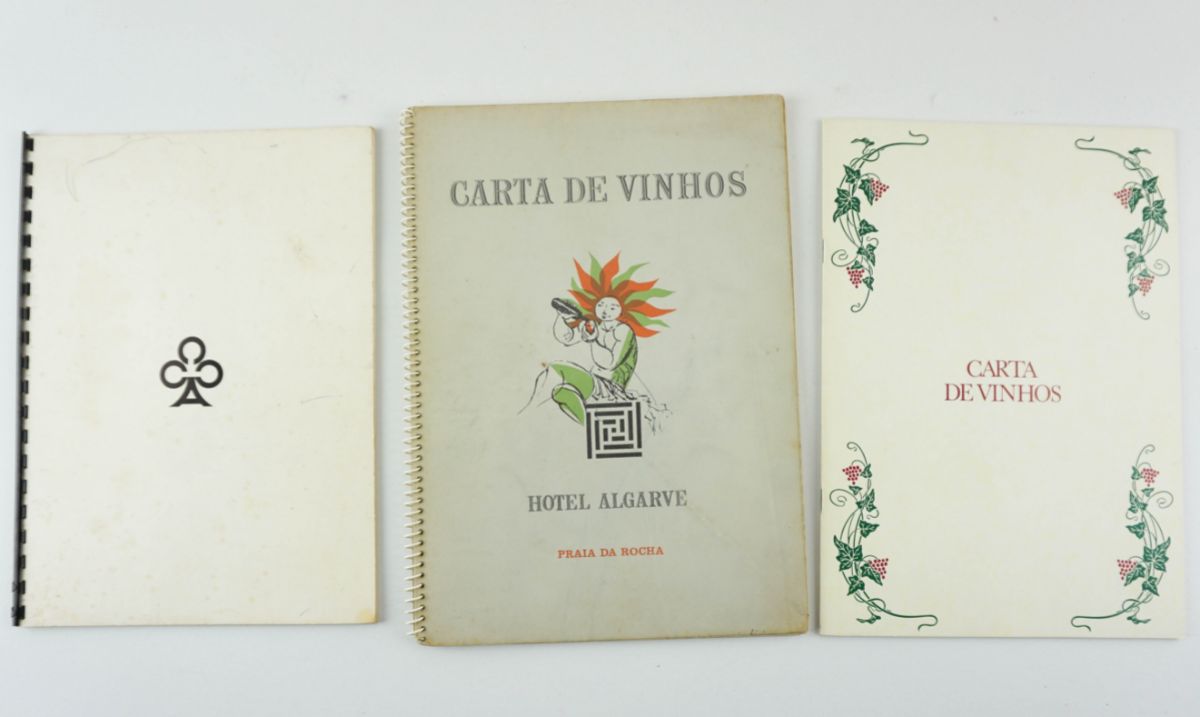 CARTA DE VINHOS
HOTEL ALGARVE
PRAIA DA ROCHA
CARTA
DE VINHOS